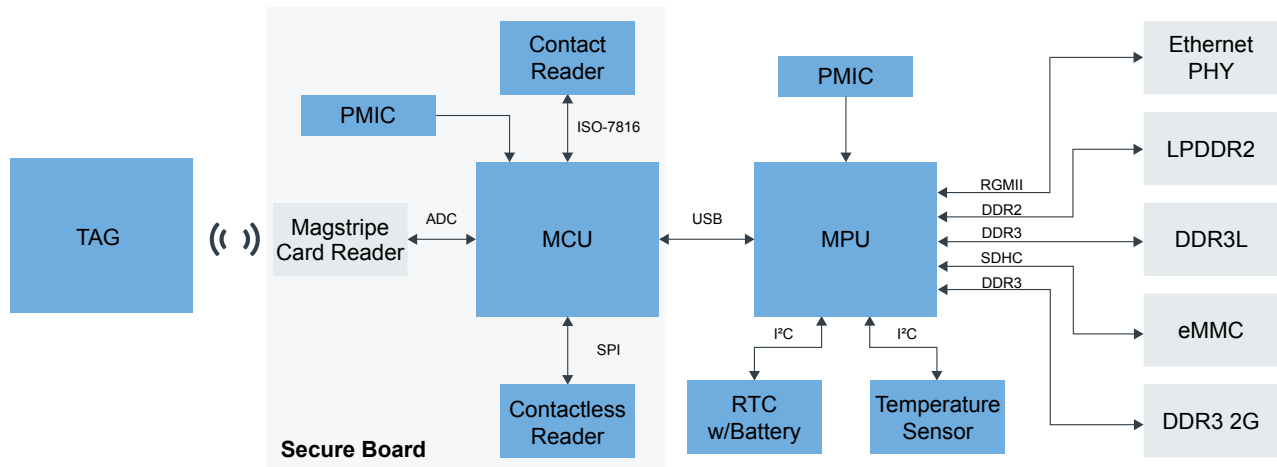 TAG
Secure Board
Contact
Reader
PMIC
ISO-7816
Magstripe
Card Reader
ADC
MCU
SPI
Contactless
Reader
USB
PMIC
MPU
I²C
I²C
RTC
w/Battery
Temperature
Sensor
RGMII
DDR2
DDR3
SDHC
DDR3
Ethernet
PHY
LPDDR2
DDR3L
eMMC
DDR3 2G